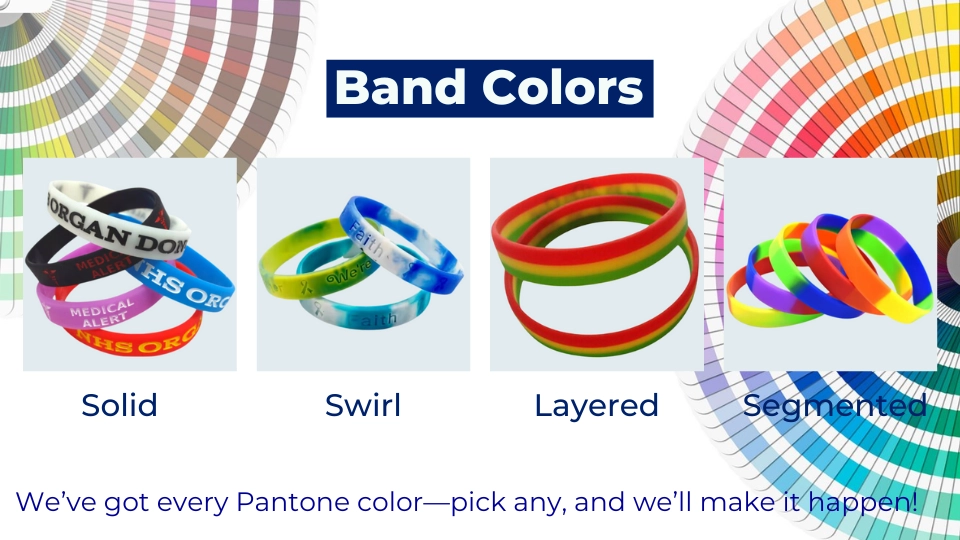 Band Colors
ORGAN DON
MEDICAL
ALERT
NHS ORG
MEDICAL
ALERT
NHS ORG
Faith
We're
Faith
Solid
Swirl
Layered
Segmented
We’ve got every Pantone color—pick any, and we’ll make it happen!